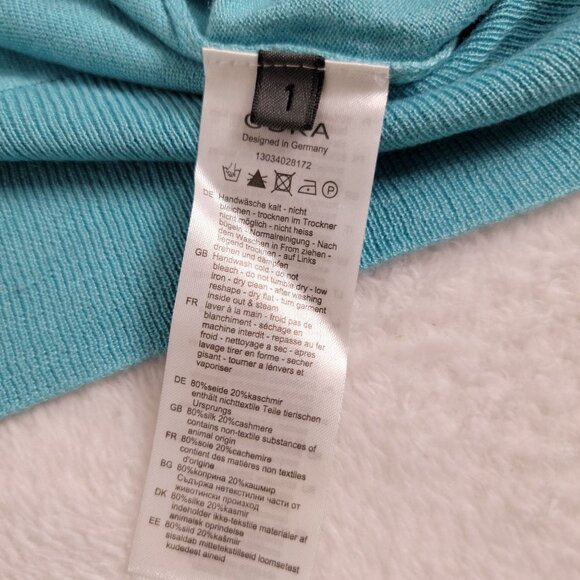 1
Designed in Germany
13034028172
P
DE Handwäsche kalt - nicht
bleichen - trocknen im Trockner
nicht möglich - nicht heiss
bügeln - Normalreinigung - Nach
dem Waschen in From ziehen -
liegend trocknen - auf Links
drehen und dämpfen
GB Handwash cold - do not
bleach - do not tumble dry - low
iron - dry clean - after washing
reshape - dry flat - turn garment
inside out & steam
FR laver à la main - froid pas de
blanchiment - séchage en
machine interdit - repasse au fer
froid - nettoyage a sec - après
lavage tirer en forme - secher
gisant - tourner a lénvers et
vaporiser
DE 80%seide 20%kaschmir
enthält nichttextile Teile tierischen
Ursprungs
GB 80%silk 20%cashmere
contains non-textile substances of
animal origin
FR 80%soie 20%cachemire
contient des matières non textiles
d'origine
BG 80%коприна 20%кашмир
Съдържа нетекстилни части от
животински произход
DK 80%silke 20%kasmir
Indeholder ikke-tekstile materialer af
animalsk oprindelse
EE 80%siid 20%kašmiir
sisaldab mittetekstiilseid loomsetest
kudedest aineid